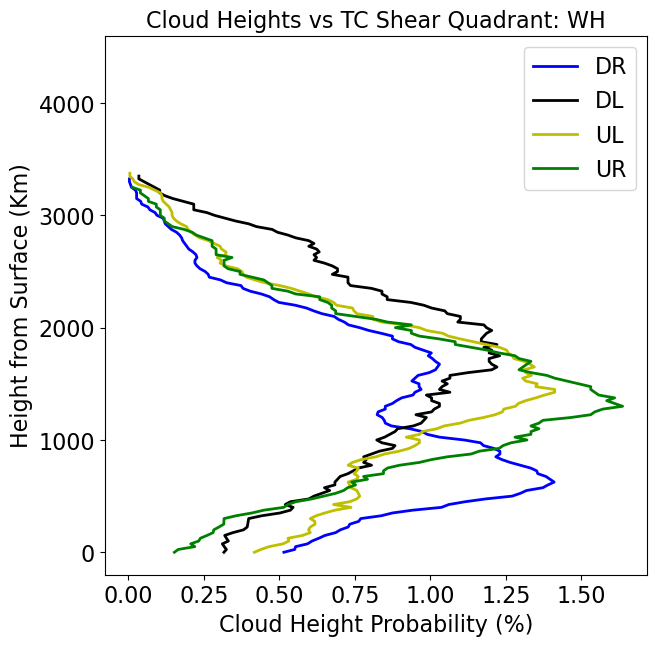 Cloud Heights vs TC Shear Quadrant: WH
DR
DL
UL
UR
Height from Surface (Km)
4000
3000
2000
1000
0
0.00 0.25 0.50 0.75 1.00 1.25 1.50
Cloud Height Probability (%)